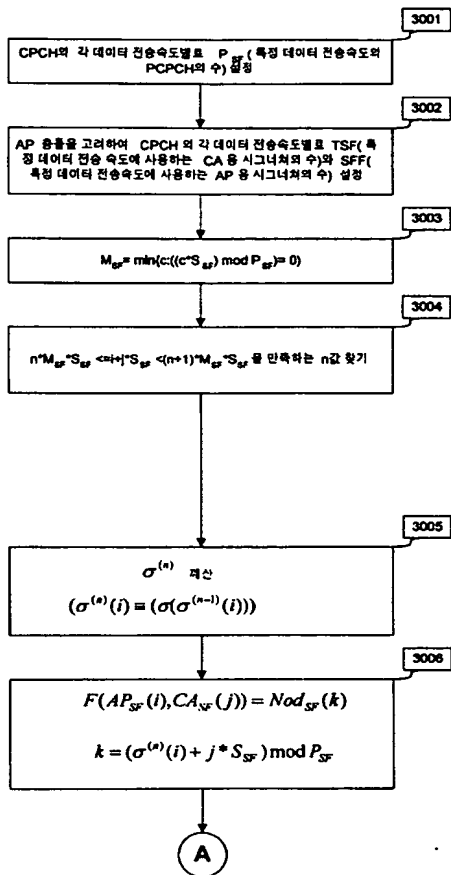 3001
CPCH의 각 데이터 전송속도별로 P_SF ( 특정 데이터 전송속도와
PCPCH의 수) 설정
3002
AP 충돌을 고려하여 CPCH 의 각 데이터 전송속도별로 TSF( 특
정 데이터 전송 속도에 사용하는 CA 용 시그너쳐의 수)와 SFF(
특정 데이터 전송속도에 사용하는 AP 용 시그너쳐의 수) 설정
3003
M_SF = min{c:((c*S_SF) mod P_SF)= 0)
3004
n*M_SF*S_SF <=i+j*S_SF <(n+1)*M_SF*S_SF 을 만족하는 n값 찾기
3005
σ^(n) 계산
(σ^(n)(i) ≡ (σ(σ^(n-1)(i)))
3006
F(AP_SF(i),CA_SF(j)) = Nod_SF(k)
k = (σ^(n)(i) + j * S_SF) mod P_SF
A